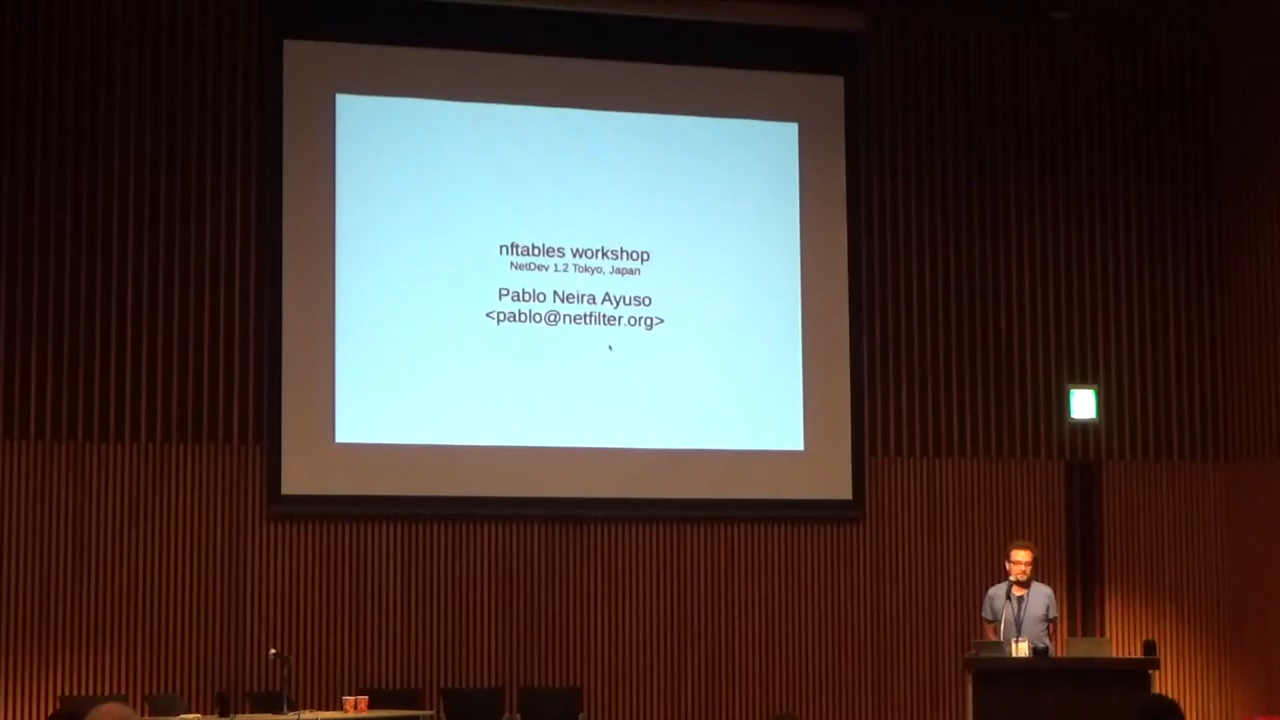 nftables workshop
NetDev 1.2 Tokyo, Japan
Pablo Neira Ayuso
<pablo@netfilter.org>